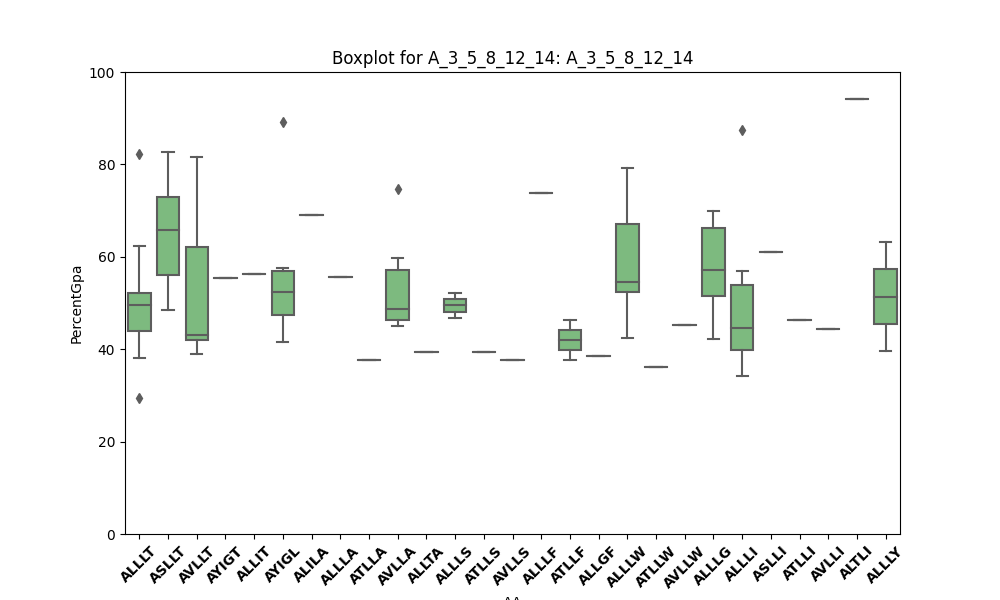 Boxplot for A_3_5_8_12_14: A_3_5_8_12_14
PercentGpa
100
80
60
40
20
0
ALLLT
ASLLT
AVLLT
AYIGT
ALLIT
AYIGL
ALILA
ALLLA
ATLLA
AVLLA
ALLTA
ALLLS
ATLLS
AVLLS
ALLLF
ATLLF
ALLGF
ALLLW
ATLLW
AVLLW
ALLLG
ALLLI
ASLLI
ATLLI
AVLLI
ALTLI
ALLLY